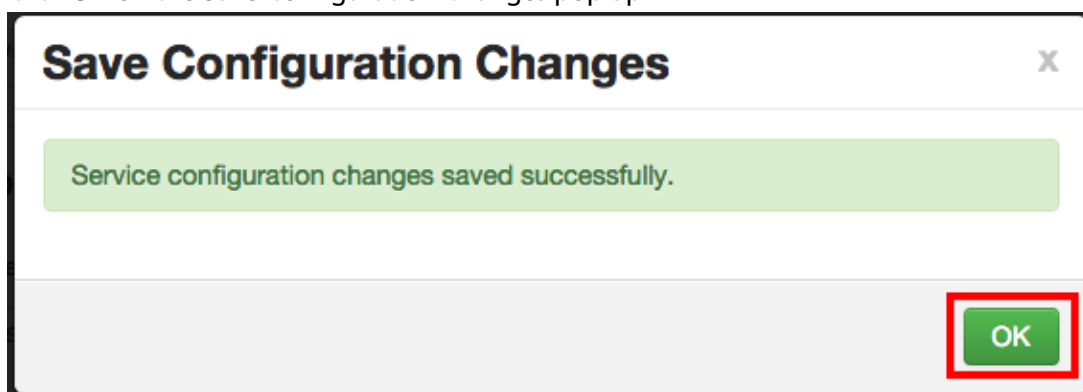 Save Configuration Changes
x
Service configuration changes saved successfully.
OK